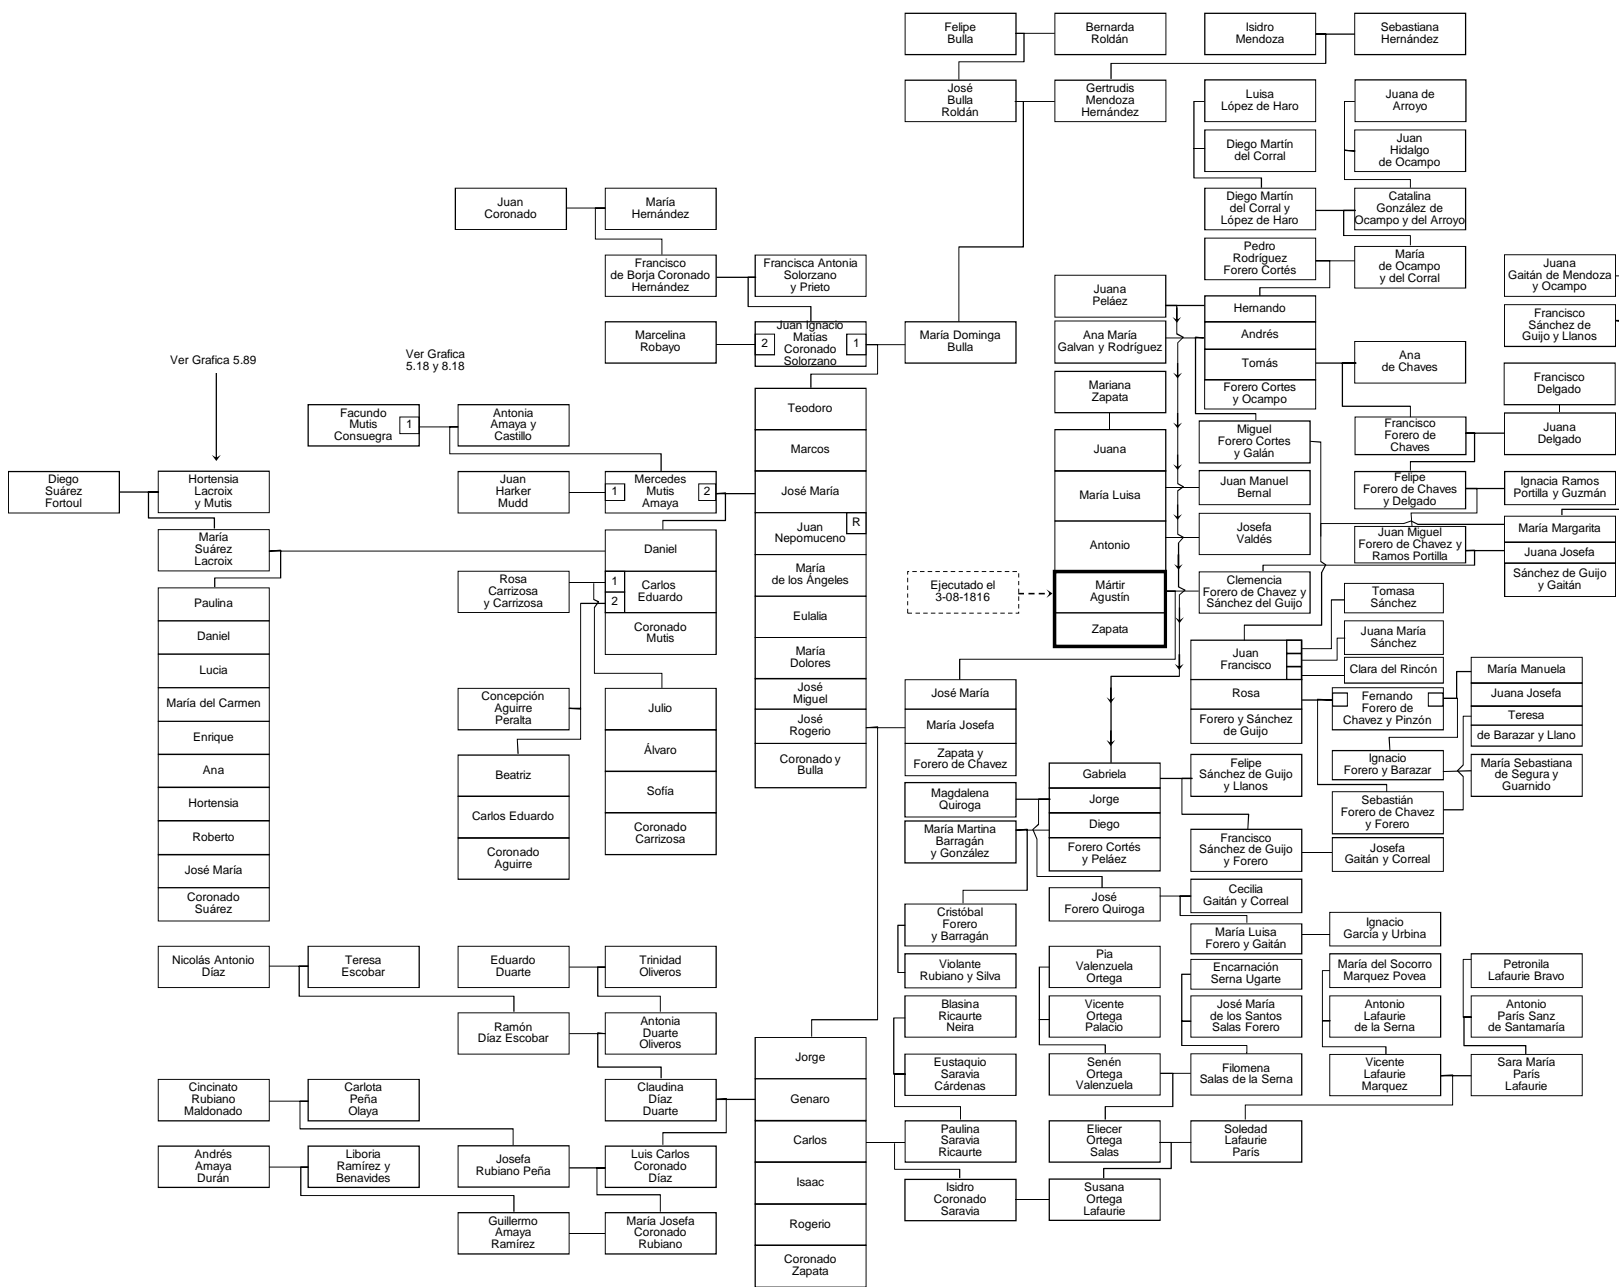 Felipe
Bulla
Bernarda
Roldán
Isidro
Mendoza
Sebastiana
Hernández
José
Bulla
Roldán
Gertrudis
Mendoza
Hernández
Luisa
López de Haro
Juana de
Arroyo
Diego Martín
del Corral
Juan
Hidalgo
de Ocampo
Juan
Coronado
María
Hernández
Diego Martín
del Corral y
López de Haro
Catalina
González de
Ocampo y del Arroyo
Francisco
de Borja Coronado
Hernández
Francisca Antonia
Solorzano
y Prieto
Pedro
Rodríguez
Forero Cortés
María
de Ocampo
y del Corral
Juana
Gaitán de Mendoza
y Ocampo
Juana
Peláez
Hernando
Andrés
Tomás
Forero Cortes
y Ocampo
Francisco
Sánchez de
Guijo y Llanos
Marcelina
Robayo
2
Juan Ignacio
Matías
Coronado
Solorzano
1
María Dominga
Bulla
Ana María
Galvan y Rodríguez
Ana
de Chaves
Ver Grafica 5.89
Ver Grafica
5.18 y 8.18
Mariana
Zapata
Francisco
Delgado
Facundo
Mutis
Consuegra
1
Antonia
Amaya y
Castillo
Teodoro
Marcos
José María
Juan
Nepomuceno
R
María
de los Ángeles
Eulalia
María
Dolores
José
Miguel
José
Rogerio
Coronado y
Bulla
Juana
María Luisa
Antonio
Mártir
Agustín
Zapata
Miguel
Forero Cortes
y Galán
Francisco
Forero de
Chaves
Juana
Delgado
Diego
Suárez
Fortoul
Hortensia
Lacroix
y Mutis
Juan
Harker
Mudd
1
Mercedes
Mutis
Amaya
2
Juan Manuel
Bernal
Felipe
Forero de Chaves
y Delgado
Ignacia Ramos
Portilla y Guzmán
María
Suárez
Lacroix
Daniel
1
2
Carlos
Eduardo
Coronado
Mutis
Josefa
Valdés
Juan Miguel
Forero de Chavez y
Ramos Portilla
María Margarita
Juana Josefa
Sánchez de Guijo
y Gaitán
Rosa
Carrizosa
y Carrizosa
Ejecutado el
3-08-1816
Clemencia
Forero de Chavez y
Sánchez del Guijo
Paulina
Daniel
Lucia
María del Carmen
Enrique
Ana
Hortensia
Roberto
José María
Coronado
Suárez
Tomasa
Sánchez
Juana María
Sánchez
Clara del Rincón
Juan
Francisco
Rosa
Forero y Sánchez
de Guijo
Concepción
Aguirre
Peralta
Julio
Álvaro
Sofía
Coronado
Carrizosa
José María
María Josefa
Zapata y
Forero de Chavez
Fernando
Forero de
Chavez y Pinzón
María Manuela
Juana Josefa
Teresa
de Barazar y Llano
Beatriz
Carlos Eduardo
Coronado
Aguirre
Ignacio
Forero y Barazar
María Sebastiana
de Segura y
Guarnido
Gabriela
Jorge
Diego
Forero Cortés
y Peláez
Felipe
Sánchez de Guijo
y Llanos
Magdalena
Quiroga
María Martina
Barragán
y González
Sebastián
Forero de Chavez
y Forero
Francisco
Sánchez de Guijo
y Forero
Josefa
Gaitán y Correal
José
Forero Quiroga
Cecilia
Gaitán y Correal
Cristóbal
Forero
y Barragán
María Luisa
Forero y Gaitán
Ignacio
García y Urbina
Nicolás Antonio
Díaz
Teresa
Escobar
Eduardo
Duarte
Trinidad
Oliveros
Violante
Rubiano y Silva
Pia
Valenzuela
Ortega
Encarnación
Serna Ugarte
María del Socorro
Marquez Povea
Petronila
Lafaurie Bravo
Ramón
Díaz Escobar
Antonia
Duarte
Oliveros
Blasina
Ricaurte
Neira
Vicente
Ortega
Palacio
José María
de los Santos
Salas Forero
Antonio
Lafaurie
de la Serna
Antonio
París Sanz
de Santamaría
Jorge
Genaro
Carlos
Isaac
Rogerio
Coronado
Zapata
Cincinato
Rubiano
Maldonado
Carlota
Peña
Olaya
Claudina
Díaz
Duarte
Eustaquio
Saravia
Cárdenas
Senén
Ortega
Valenzuela
Filomena
Salas de la Serna
Vicente
Lafaurie
Marquez
Sara María
París
Lafaurie
Andrés
Amaya
Durán
Liboria
Ramírez y
Benavides
Josefa
Rubiano Peña
Luis Carlos
Coronado
Díaz
Paulina
Saravia
Ricaurte
Eliecer
Ortega
Salas
Soledad
Lafaurie
París
Guillermo
Amaya
Ramírez
María Josefa
Coronado
Rubiano
Isidro
Coronado
Saravia
Susana
Ortega
Lafaurie